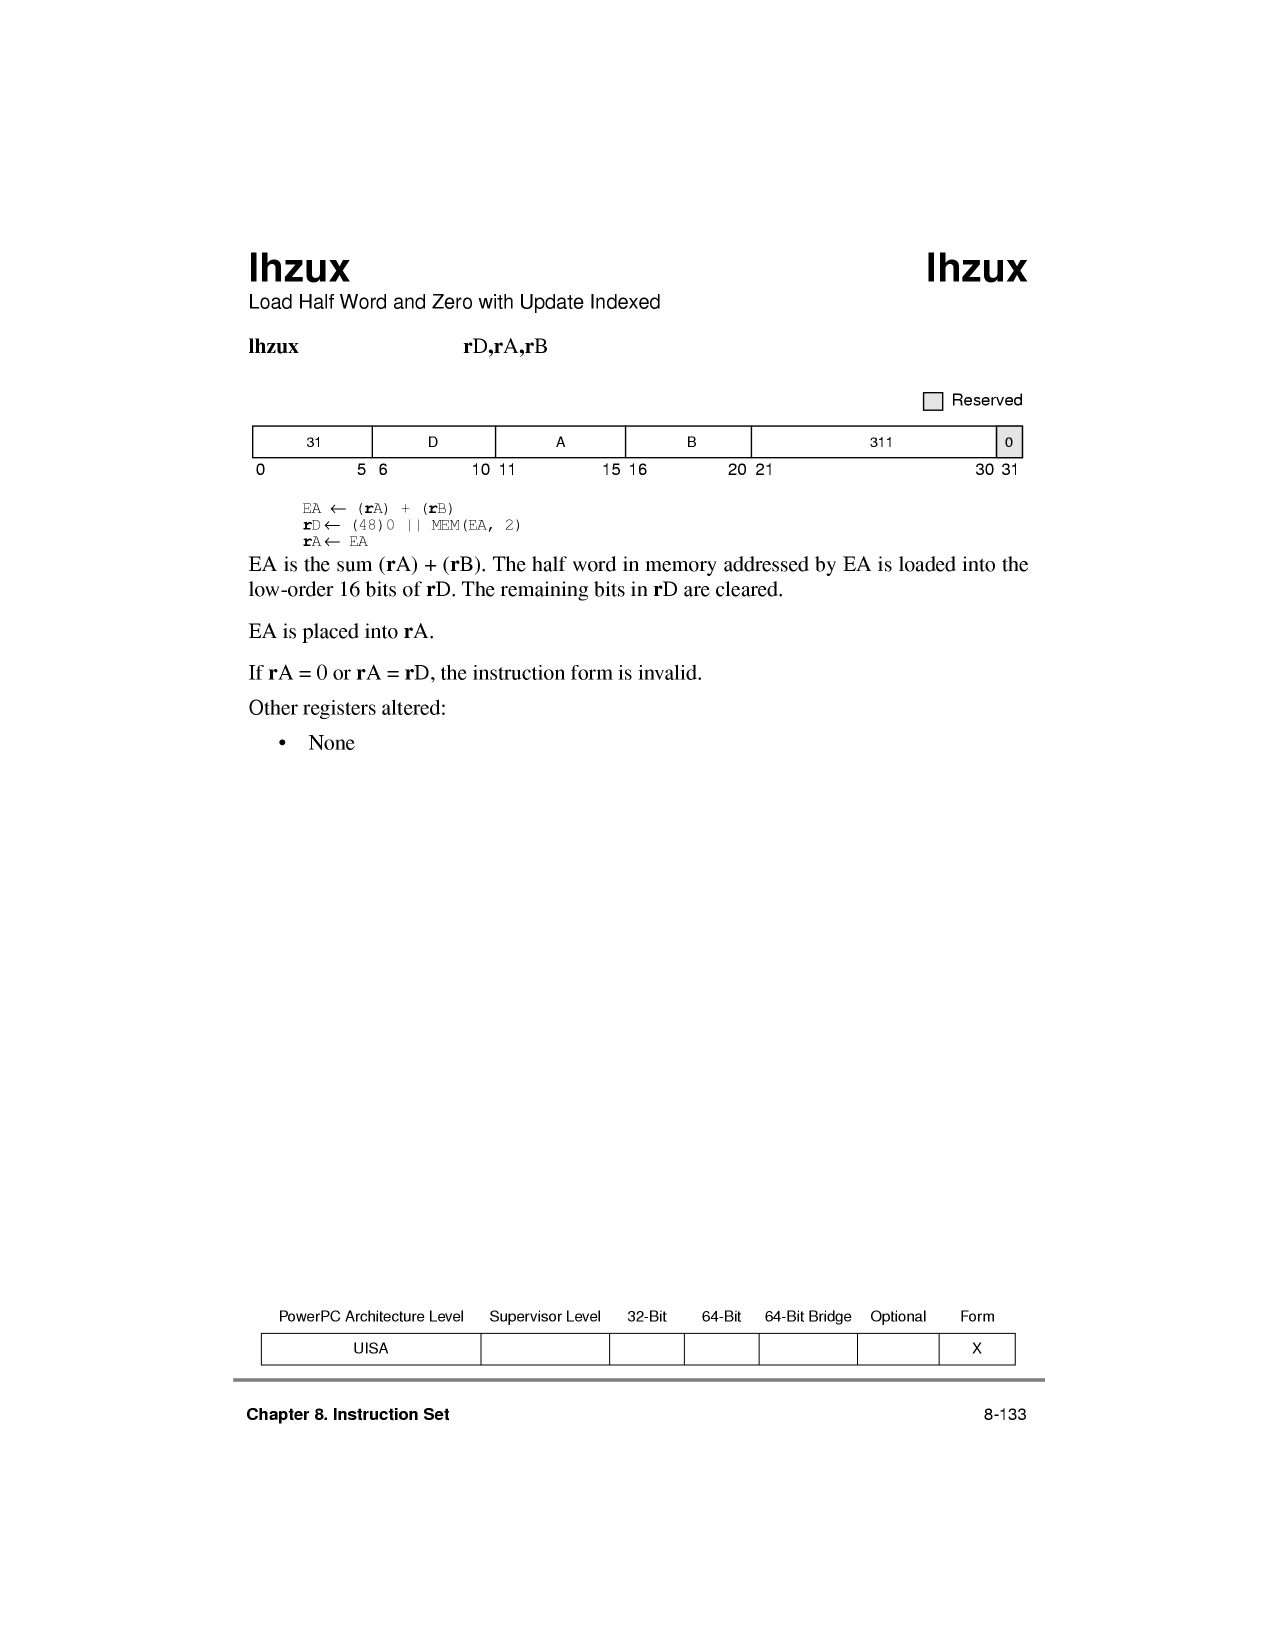 lhzux lhzux
Load Half Word and Zero with Update Indexed
lhzux rD,rA,rB
Reserved
31 D A B 311 0
0 5 6 10 11 15 16 20 21 30 31
EA ← (rA) + (rB)
rD← (48)0 || MEM(EA, 2)
rA← EA
EA is the sum (rA) + (rB). The half word in memory addressed by EA is loaded into the
low-order 16 bits of rD. The remaining bits in rD are cleared.
EA is placed into rA.
If rA = 0 or rA = rD, the instruction form is invalid.
Other registers altered:
• None
PowerPC Architecture Level Supervisor Level 32-Bit 64-Bit 64-Bit Bridge Optional Form
UISA X
Chapter 8. Instruction Set 8-133